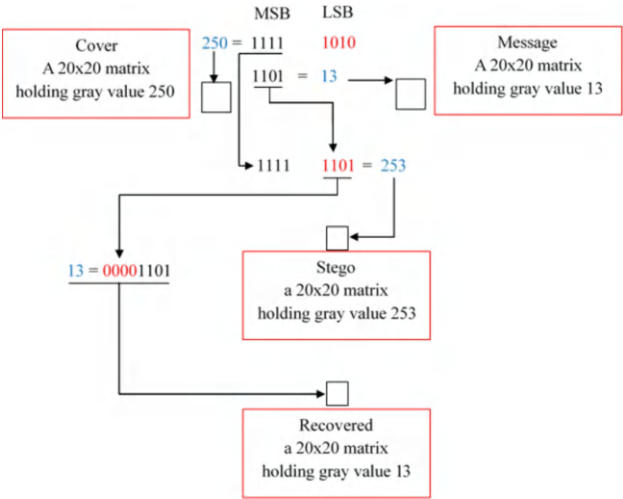 MSB LSB
Cover
A 20x20 matrix
holding gray value 250
250 = 1111 1010
1101 = 13
Message
A 20x20 matrix
holding gray value 13
1111 1101 = 253
13 = 00001101
Stego
a 20x20 matrix
holding gray value 253
Recovered
a 20x20 matrix
holding gray value 13